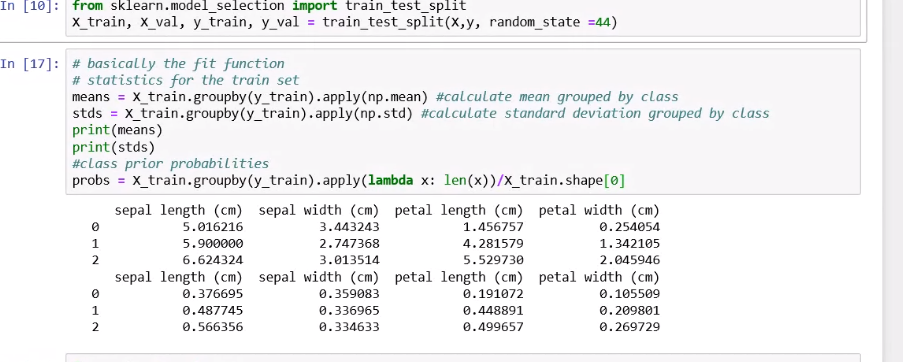 In [10]: from sklearn.model_selection import train_test_split
X_train, X_val, y_train, y_val = train_test_split(X,y, random_state =44)
In [17]: # basically the fit function
# statistics for the train set
means = X_train.groupby(y_train).apply(np.mean) #calculate mean grouped by class
stds = X_train.groupby(y_train).apply(np.std) #calculate standard deviation grouped by class
print(means)
print(stds)
#class prior probabilities
probs = X_train.groupby(y_train).apply(lambda x: len(x))/X_train.shape[0]
sepal length (cm) sepal width (cm) petal length (cm) petal width (cm)
0 5.016216 3.443243 1.456757 0.254054
1 5.900000 2.747368 4.281579 1.342105
2 6.624324 3.013514 5.529730 2.045946
sepal length (cm) sepal width (cm) petal length (cm) petal width (cm)
0 0.376695 0.359083 0.191072 0.105509
1 0.487745 0.336965 0.448891 0.209801
2 0.566356 0.334633 0.499657 0.269729